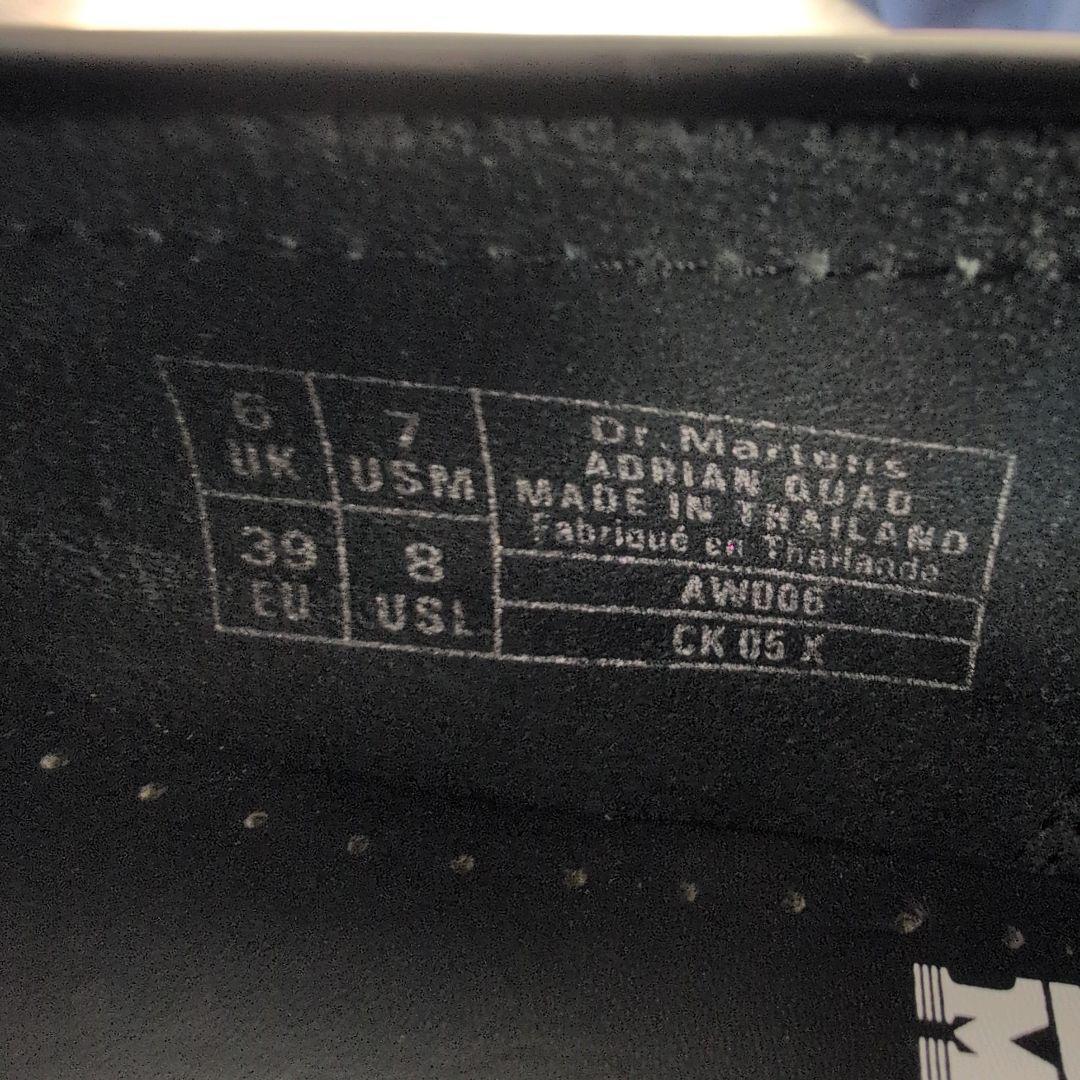 6
UK
7
USM
39
EU
8
USL
Dr.Martens
ADRIAN QUAD
MADE IN THAILAND
Fabriqué en Thaïlande
AW006
CK 05 X
M